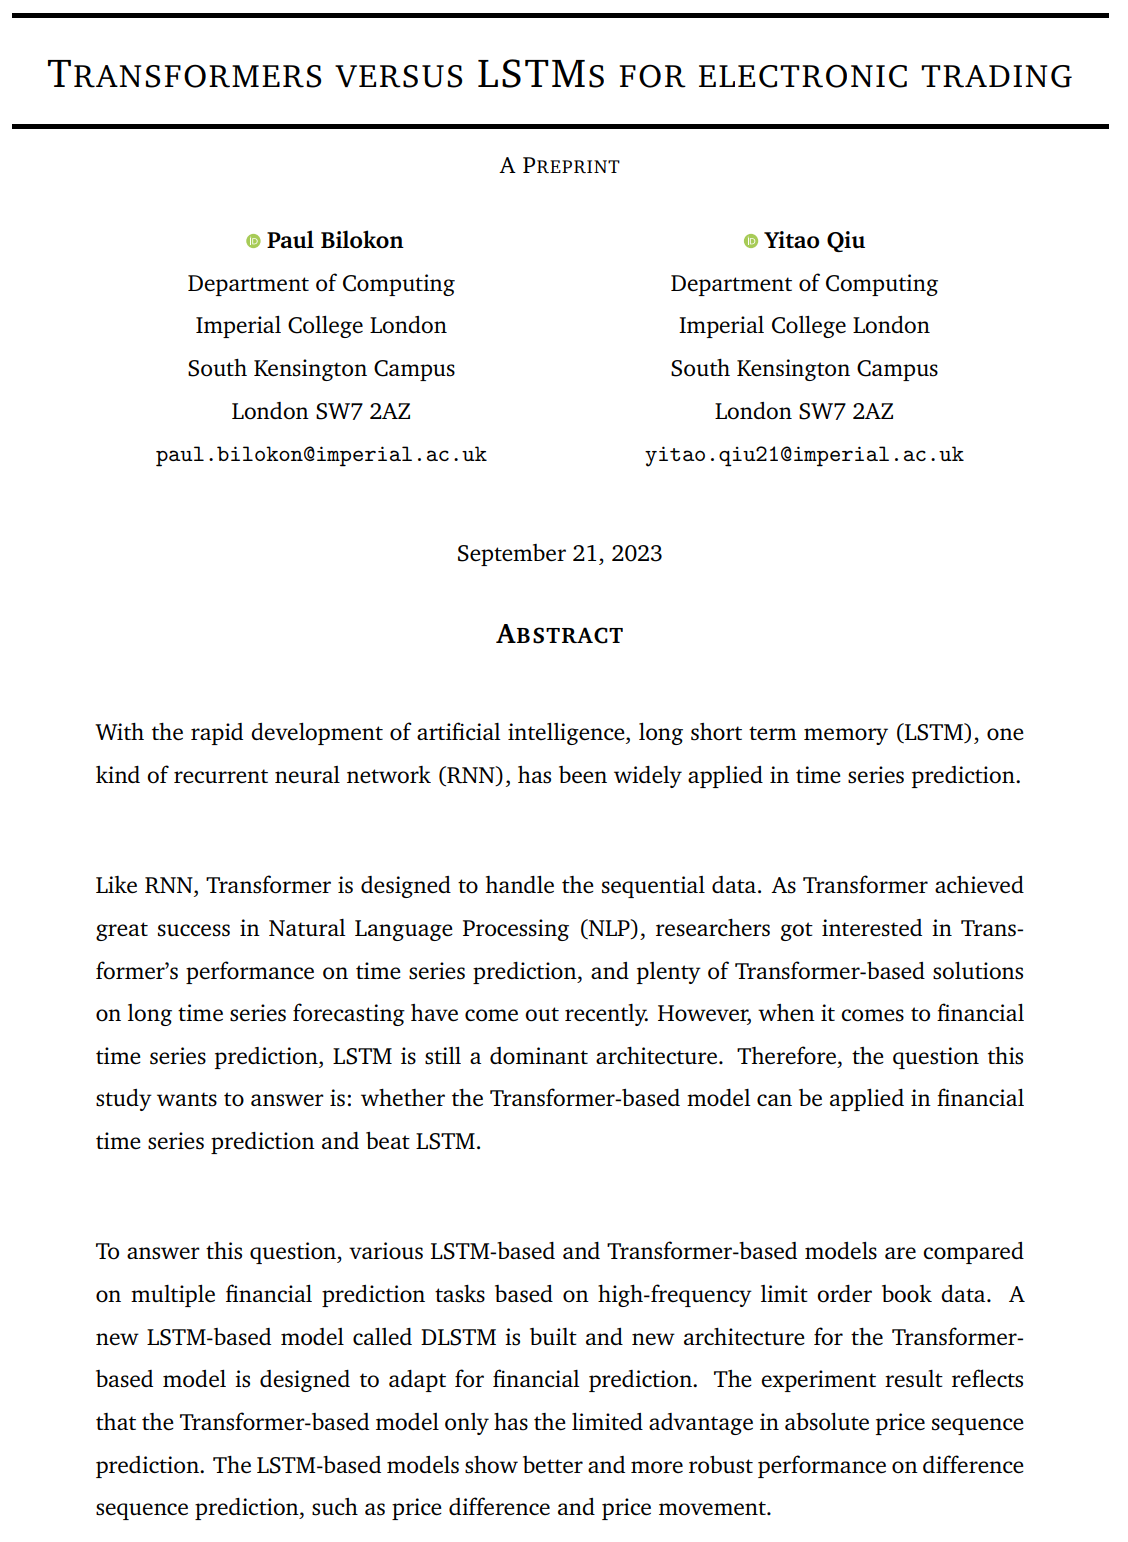 TRANSFORMERS VERSUS LSTMS FOR ELECTRONIC TRADING
A PREPRINT
Paul Bilokon
Department of Computing
Imperial College London
South Kensington Campus
London SW7 2AZ
paul.bilokon@imperial.ac.uk
Yitao Qiu
Department of Computing
Imperial College London
South Kensington Campus
London SW7 2AZ
yitao.qiu21@imperial.ac.uk
September 21, 2023
ABSTRACT
With the rapid development of artificial intelligence, long short term memory (LSTM), one
kind of recurrent neural network (RNN), has been widely applied in time series prediction.
Like RNN, Transformer is designed to handle the sequential data. As Transformer achieved
great success in Natural Language Processing (NLP), researchers got interested in Trans-
former's performance on time series prediction, and plenty of Transformer-based solutions
on long time series forecasting have come out recently. However, when it comes to financial
time series prediction, LSTM is still a dominant architecture. Therefore, the question this
study wants to answer is: whether the Transformer-based model can be applied in financial
time series prediction and beat LSTM.
To answer this question, various LSTM-based and Transformer-based models are compared
on multiple financial prediction tasks based on high-frequency limit order book data. A
new LSTM-based model called DLSTM is built and new architecture for the Transformer-
based model is designed to adapt for financial prediction. The experiment result reflects
that the Transformer-based model only has the limited advantage in absolute price sequence
prediction. The LSTM-based models show better and more robust performance on difference
sequence prediction, such as price difference and price movement.